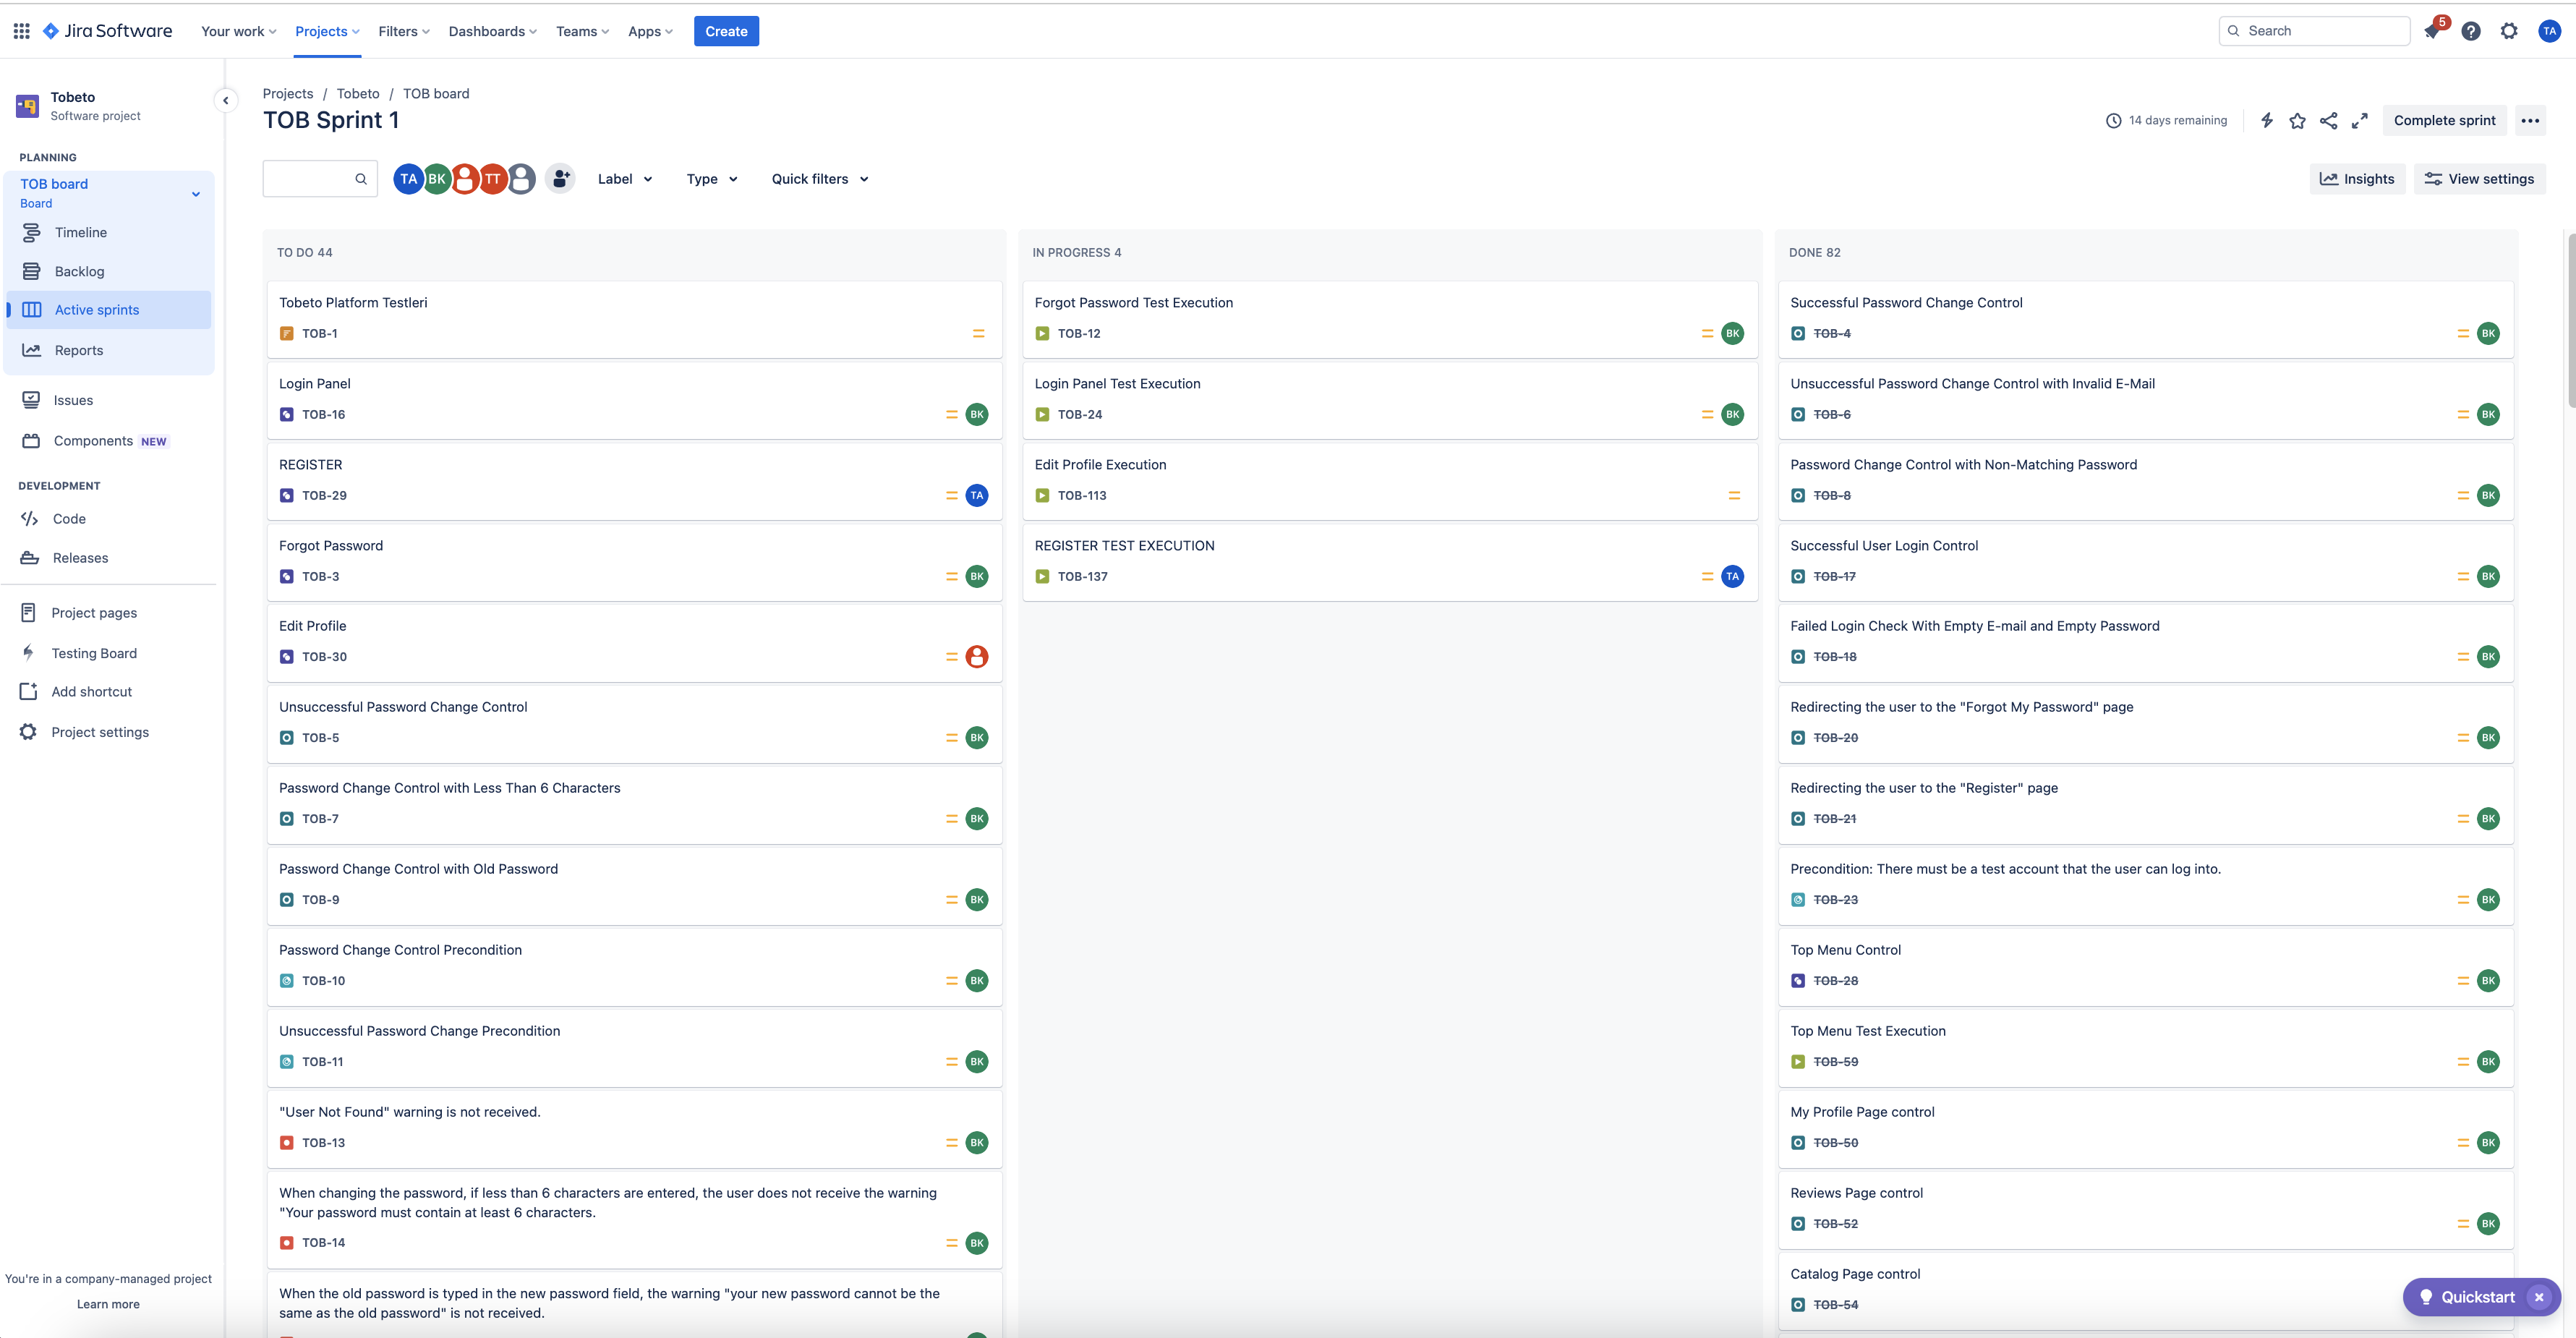 Jira Software
Your work
Projects
Filters
Dashboards
Teams
Apps
Create
Search
5
TA
Tobeto
Software project
PLANNING
TOB board
Board
Timeline
Backlog
Active sprints
Reports
Issues
Components NEW
DEVELOPMENT
Code
Releases
Project pages
Testing Board
Add shortcut
Project settings
You're in a company-managed project
Learn more
Projects / Tobeto / TOB board
TOB Sprint 1
14 days remaining
Complete sprint
TA
BK
TT
Label
Type
Quick filters
Insights
View settings
TO DO 44
Tobeto Platform Testleri
TOB-1
Login Panel
TOB-16
BK
REGISTER
TOB-29
TA
Forgot Password
TOB-3
BK
Edit Profile
TOB-30
Unsuccessful Password Change Control
TOB-5
BK
Password Change Control with Less Than 6 Characters
TOB-7
BK
Password Change Control with Old Password
TOB-9
BK
Password Change Control Precondition
TOB-10
BK
Unsuccessful Password Change Precondition
TOB-11
BK
"User Not Found" warning is not received.
TOB-13
BK
When changing the password, if less than 6 characters are entered, the user does not receive the warning
"Your password must contain at least 6 characters.
TOB-14
BK
When the old password is typed in the new password field, the warning "your new password cannot be the
same as the old password" is not received.
IN PROGRESS 4
Forgot Password Test Execution
TOB-12
BK
Login Panel Test Execution
TOB-24
BK
Edit Profile Execution
TOB-113
REGISTER TEST EXECUTION
TOB-137
TA
DONE 82
Successful Password Change Control
TOB-4
BK
Unsuccessful Password Change Control with Invalid E-Mail
TOB-6
BK
Password Change Control with Non-Matching Password
TOB-8
BK
Successful User Login Control
TOB-17
BK
Failed Login Check With Empty E-mail and Empty Password
TOB-18
BK
Redirecting the user to the "Forgot My Password" page
TOB-20
BK
Redirecting the user to the "Register" page
TOB-21
BK
Precondition: There must be a test account that the user can log into.
TOB-23
BK
Top Menu Control
TOB-28
BK
Top Menu Test Execution
TOB-59
BK
My Profile Page control
TOB-50
BK
Reviews Page control
TOB-52
BK
Catalog Page control
TOB-54
Quickstart